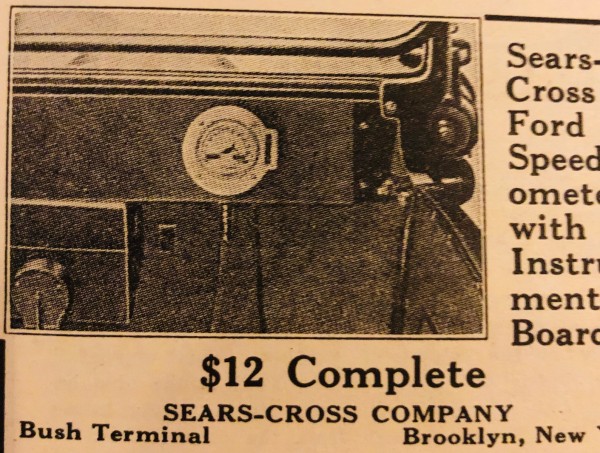 Sears-
Cross
Ford
Speed
omete
with
Instru
ment
Board
$12 Complete
SEARS-CROSS COMPANY
Bush Terminal Brooklyn, New